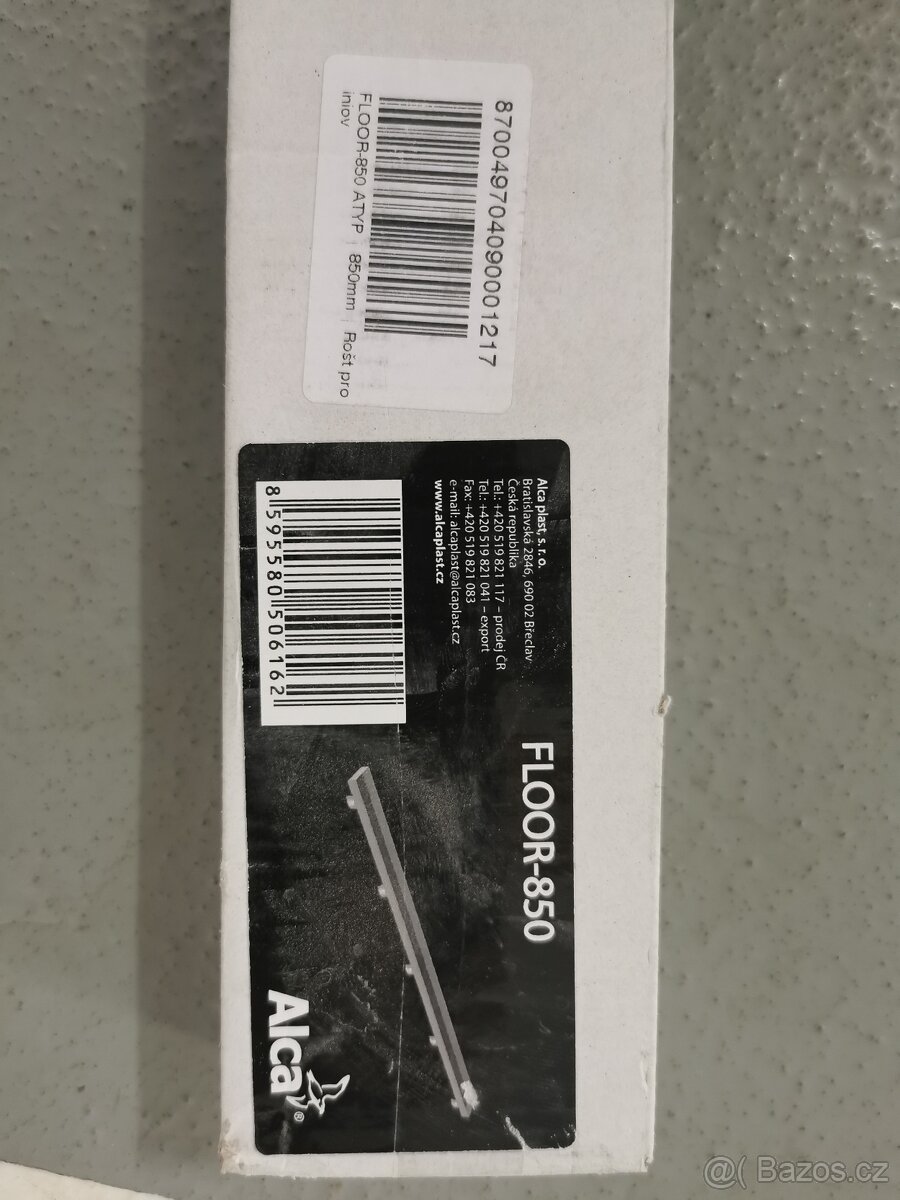 8700497040900001217
FLOOR-850 ATYP | 850mm | Rošt pro
iniov
Alca plast, s. r. o.
Bratislavská 2846, 690 02 Břeclav
Česká republika
Tel.: +420 519 821 117 – prodej ČR
Tel.: +420 519 821 041 – export
Fax: +420 519 821 083
e-mail: alcaplast@alcaplast.cz
www.alcaplast.cz
8 595580 506162
FLOOR-850
Alca®
@( Bazos.cz